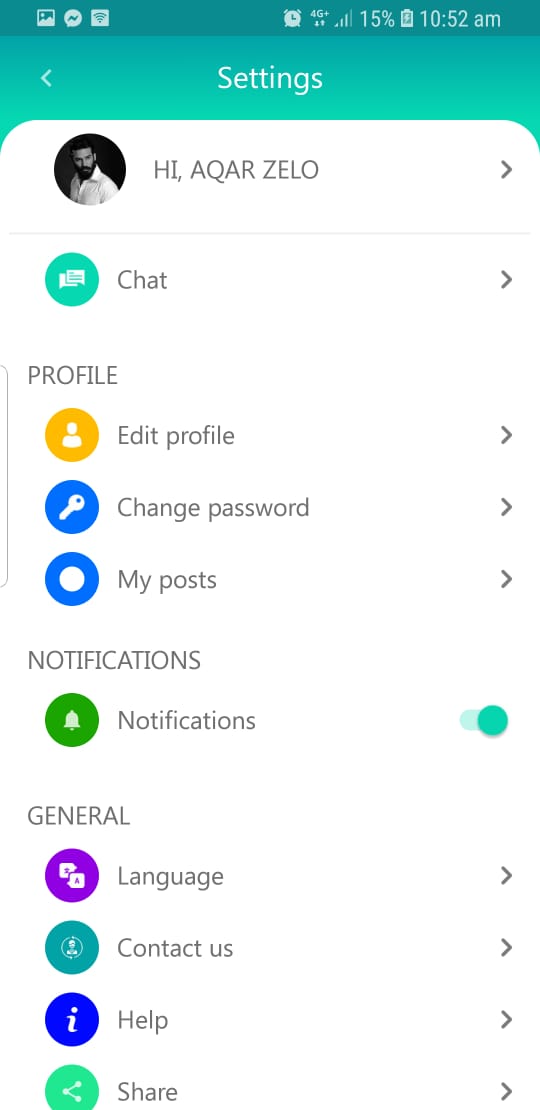 4G+ 15% 10:52 am
Settings
HI, AQAR ZELO
Chat
PROFILE
Edit profile
Change password
My posts
NOTIFICATIONS
Notifications
GENERAL
Language
Contact us
Help
Share